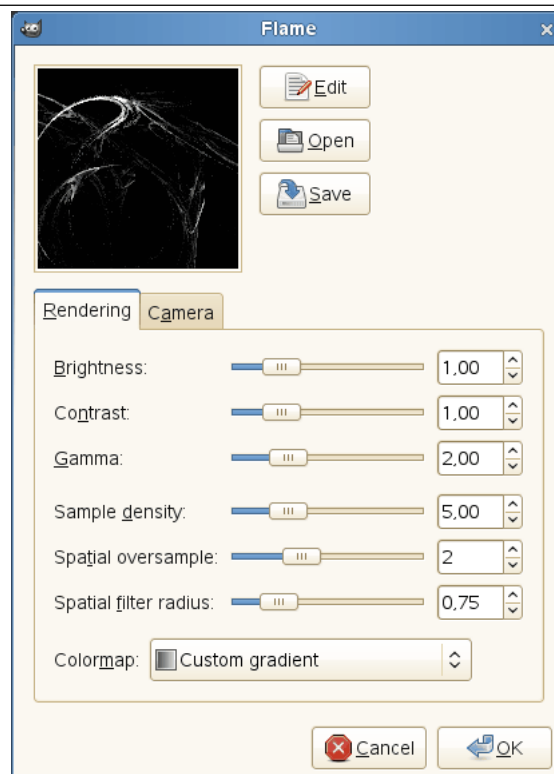 Flame
Edit
Open
Save
Rendering
Camera
Brightness: 1,00
Contrast: 1,00
Gamma: 2,00
Sample density: 5,00
Spatial oversample: 2
Spatial filter radius: 0,75
Colormap: Custom gradient
Cancel
OK